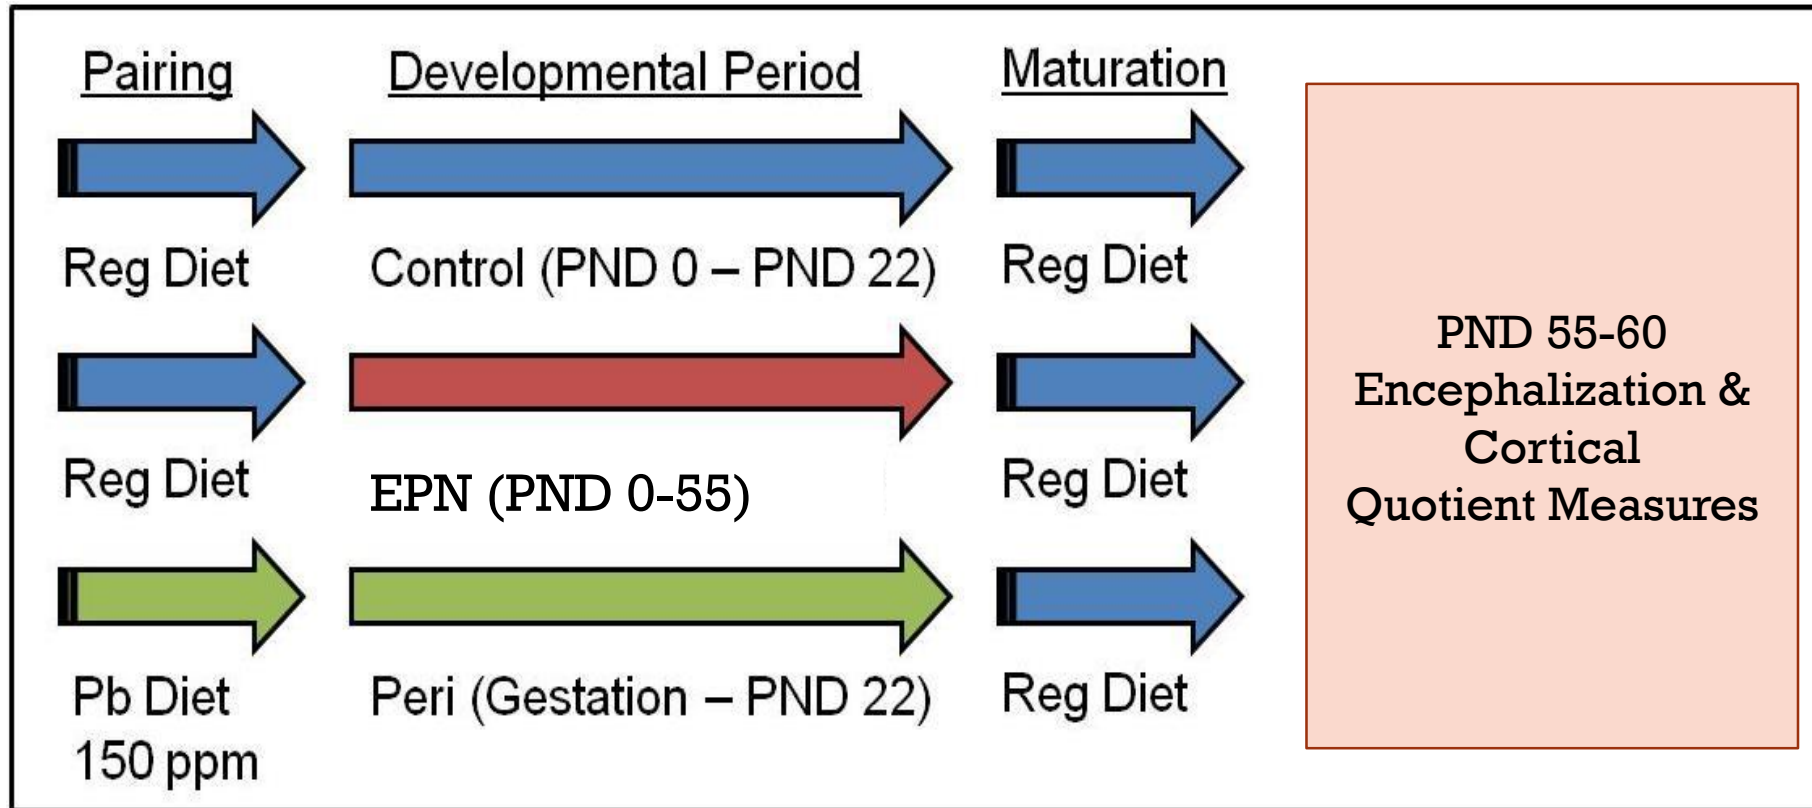 Pairing
Developmental Period
Maturation
Reg Diet
Control (PND 0 – PND 22)
Reg Diet
Reg Diet
EPN (PND 0-55)
Reg Diet
Pb Diet
150 ppm
Peri (Gestation – PND 22)
Reg Diet
PND 55-60
Encephalization &
Cortical
Quotient Measures